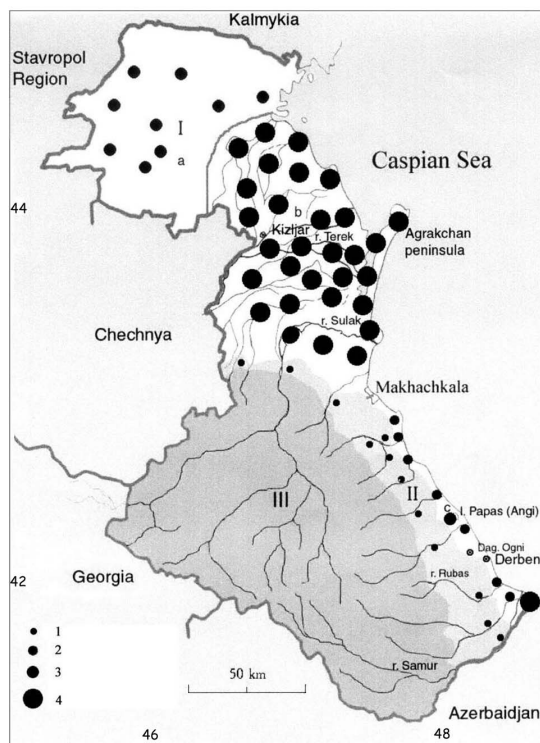 Kalmykia
Stavropol
Region
I
a
Caspian Sea
44
b
Kizljar
r. Terek
Agrakchan
peninsula
r. Sulak
Chechnya
Makhachkala
III
II
c
l. Papas (Angi)
Dag. Ogni
Derben
42
Georgia
r. Rubas
1
2
3
4
50 km
r. Samur
Azerbaidjan
46
48